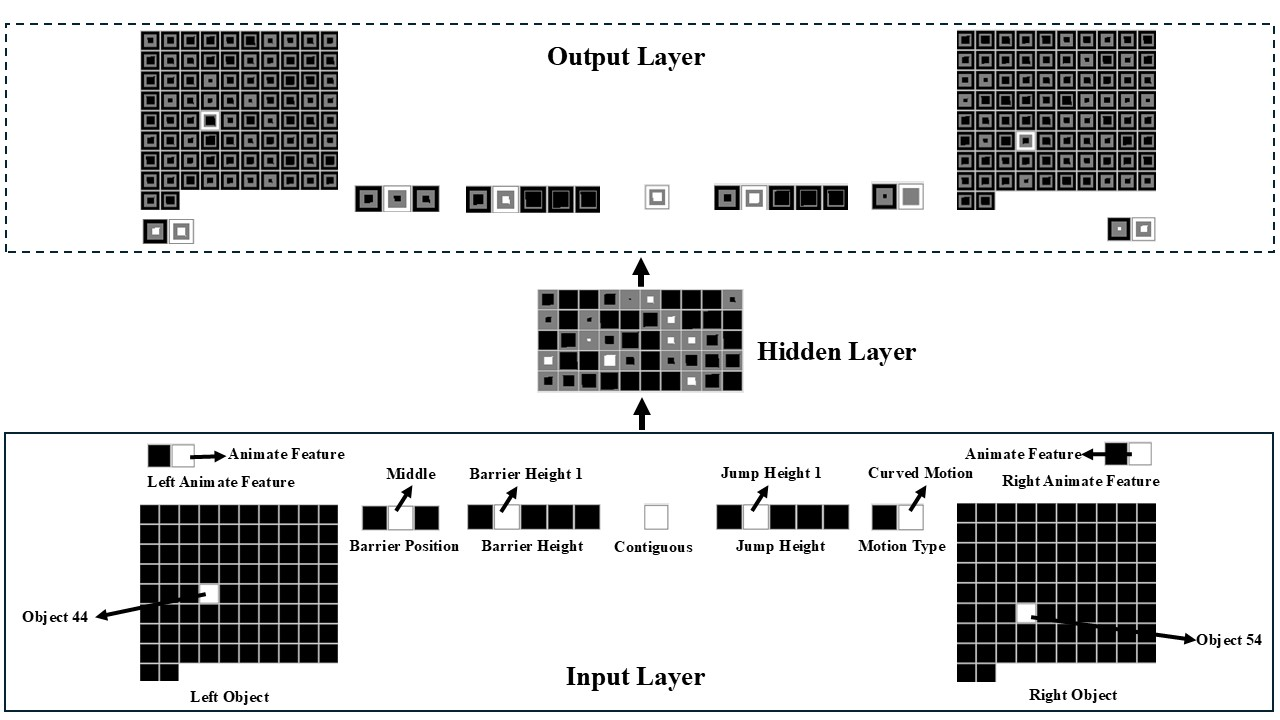 Output Layer
Hidden Layer
Animate Feature
Left Animate Feature
Middle
Barrier Height 1
Jump Height 1
Curved Motion
Animate Feature
Right Animate Feature
Barrier Position
Barrier Height
Contiguous
Jump Height
Motion Type
Object 44
Object 54
Left Object
Input Layer
Right Object